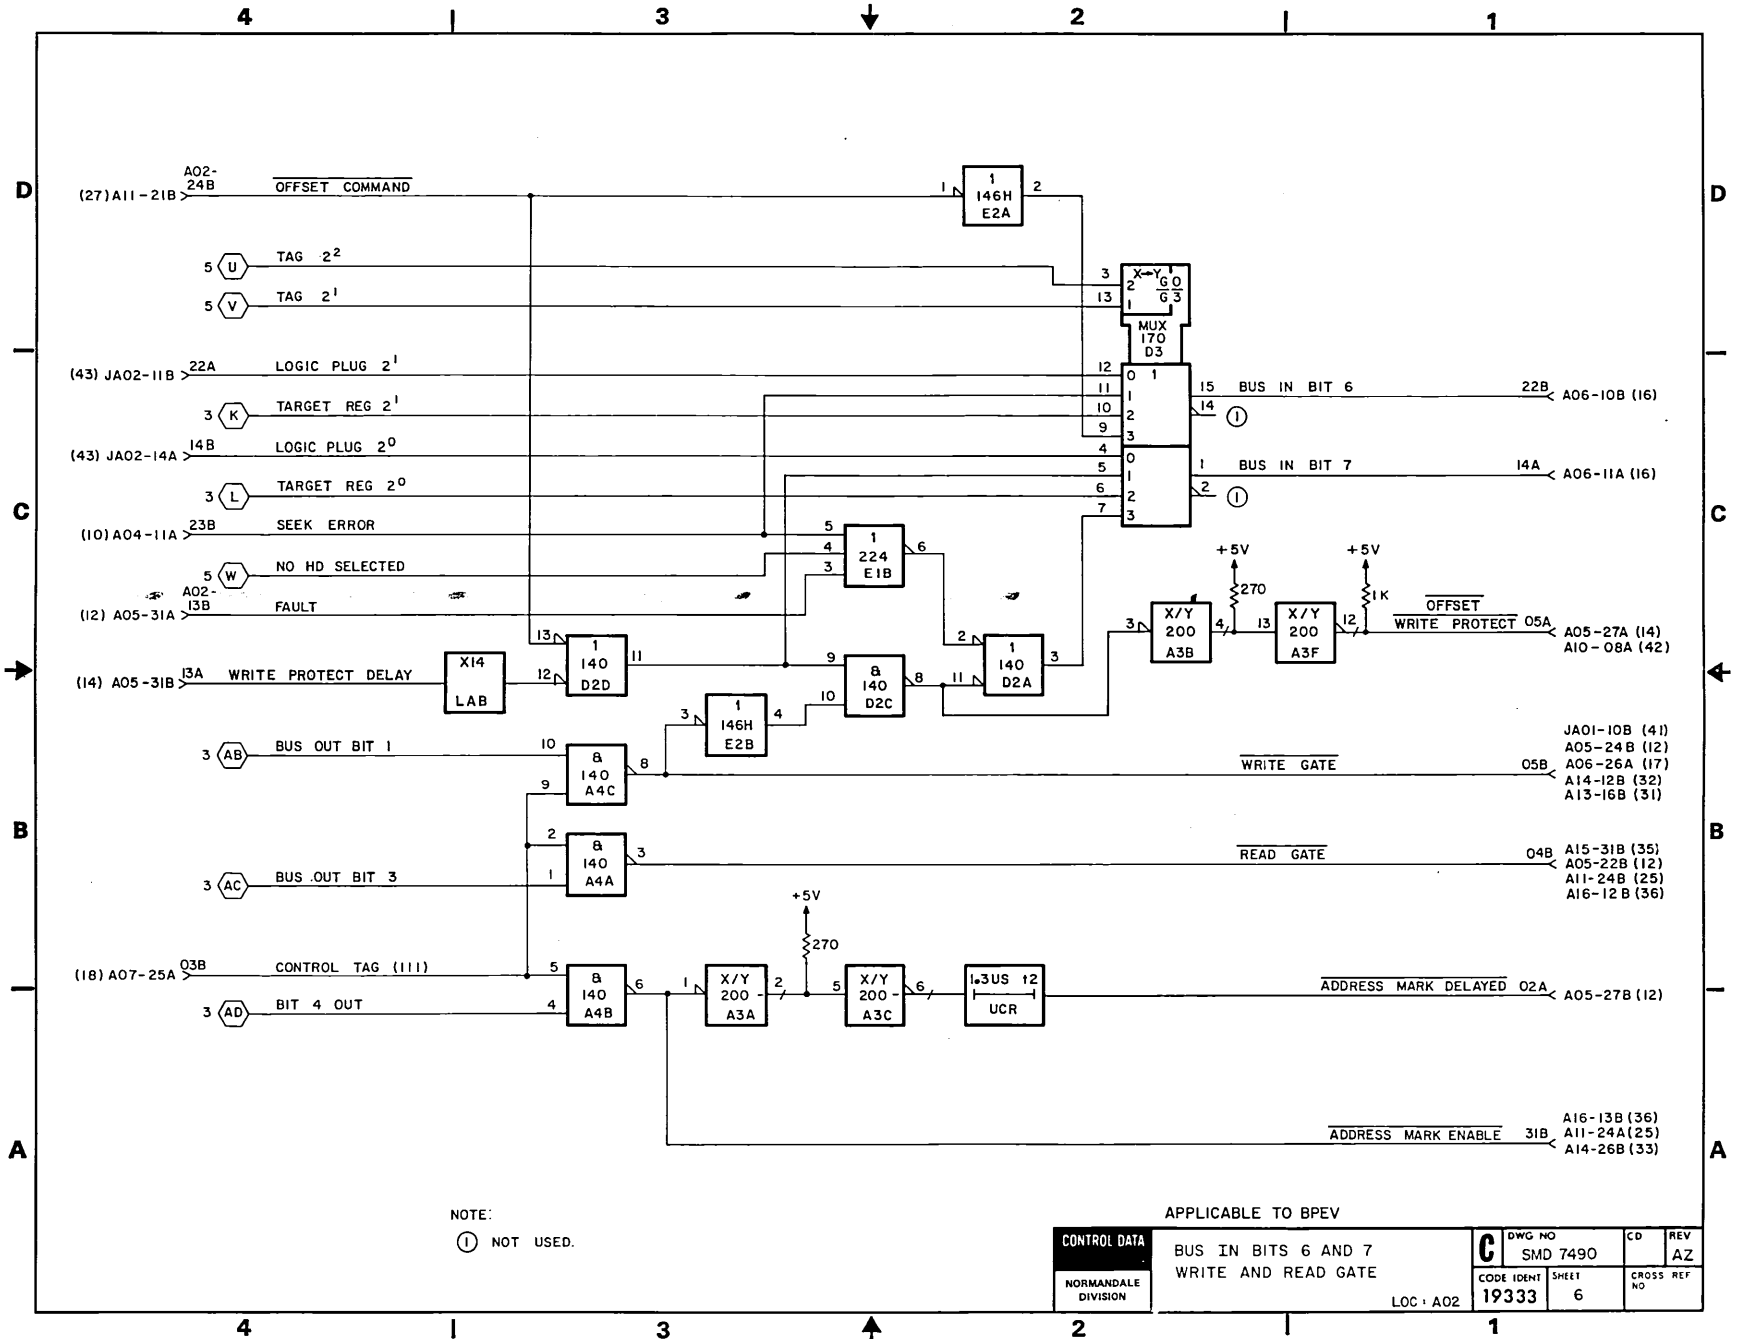 4 3 2 1
D D
A02-
(27) A11-21B 24B OFFSET COMMAND
1 1 146H E2A 2
5 U TAG 2²
5 V TAG 2¹
3 2 X→Y G 0
13 1 G 3
MUX
170
D3
(43) JA02-11B 22A LOGIC PLUG 2¹
3 K TARGET REG 2¹
(43) JA02-14A 14B LOGIC PLUG 2⁰
3 L TARGET REG 2⁰
12 0 1
11 1
10 2
9 3
4 0
5 1
6 2
7 3
15 BUS IN BIT 6 22B A06-10B (16)
14 1
1 BUS IN BIT 7 14A A06-11A (16)
2 1
C C
(10) A04-11A 23B SEEK ERROR
5 W NO HD SELECTED
A02-
(12) A05-31A 13B FAULT
5 4 3
1
224
E1B
6
(14) A05-31B 13A WRITE PROTECT DELAY
X14
LAB
13 12
1
140
D2D
11
9 10
&
140
D2C
8
2 11
1
140
D2A
3
3
1
146H
E2B
4
+5V +5V
270 1K
3
X/Y
200
A3B
4
13
X/Y
200
A3F
12
OFFSET
WRITE PROTECT 05A A05-27A (14)
A10-08A (42)
3 AB BUS OUT BIT 1
10 9
&
140
A4C
8
WRITE GATE 05B
JA01-10B (41)
A05-24B (12)
A06-26A (17)
A14-12B (32)
A13-16B (31)
B B
2 1
&
140
A4A
3
3 AC BUS OUT BIT 3
READ GATE 04B
A15-31B (35)
A05-22B (12)
A11-24B (25)
A16-12B (36)
+5V
270
(18) A07-25A 03B CONTROL TAG (111)
3 AD BIT 4 OUT
5 4
&
140
A4B
6
1
X/Y
200
A3A
2
5
X/Y
200
A3C
6
1.3US t2
UCR
ADDRESS MARK DELAYED 02A A05-27B (12)
ADDRESS MARK ENABLE 31B
A16-13B (36)
A11-24A (25)
A14-26B (33)
A A
NOTE:
1 NOT USED.
APPLICABLE TO BPEV
CONTROL DATA
NORMANDALE
DIVISION
BUS IN BITS 6 AND 7
WRITE AND READ GATE
LOC: A02
C DWG NO SMD 7490 CD REV AZ
CODE IDENT 19333 SHEET 6 CROSS REF NO
4 3 2 1